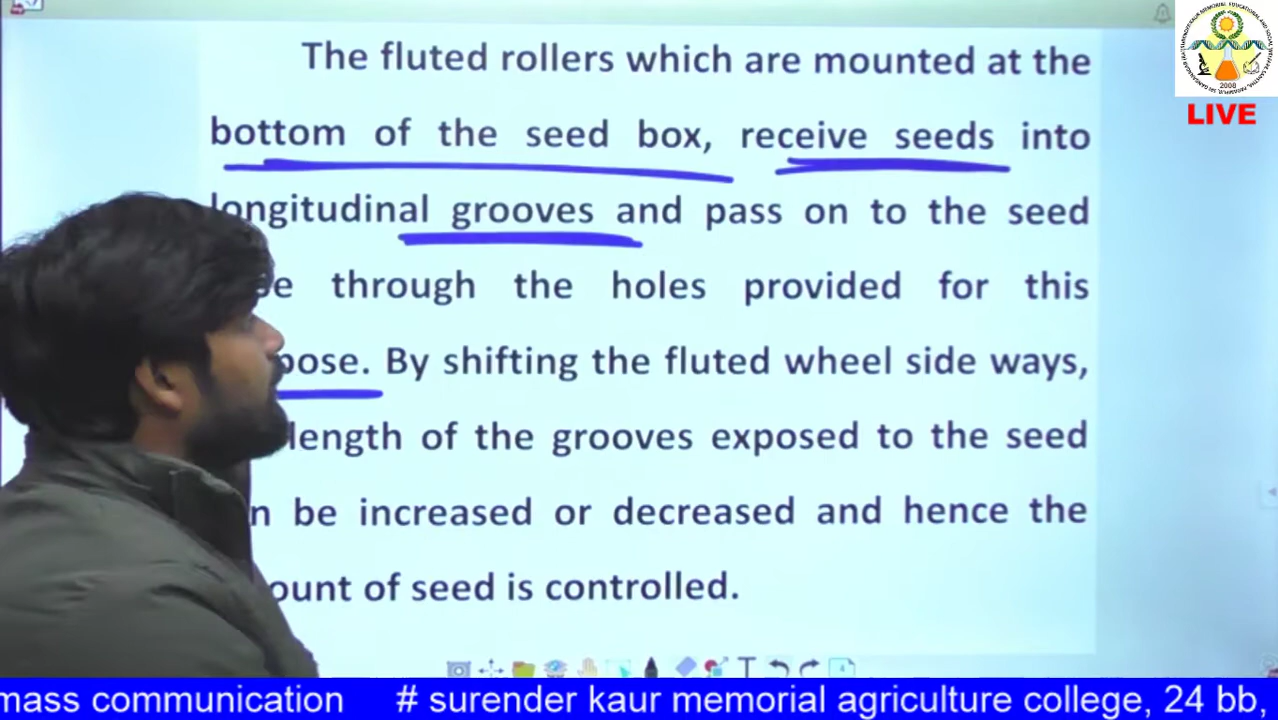 The fluted rollers which are mounted at the
bottom of the seed box, receive seeds into
longitudinal grooves and pass on to the seed
through the holes provided for this
By shifting the fluted wheel side ways,
length of the grooves exposed to the seed
be increased or decreased and hence the
of seed is controlled.
2008
LIVE
mass communication # surender kaur memorial agriculture college, 24 bb,